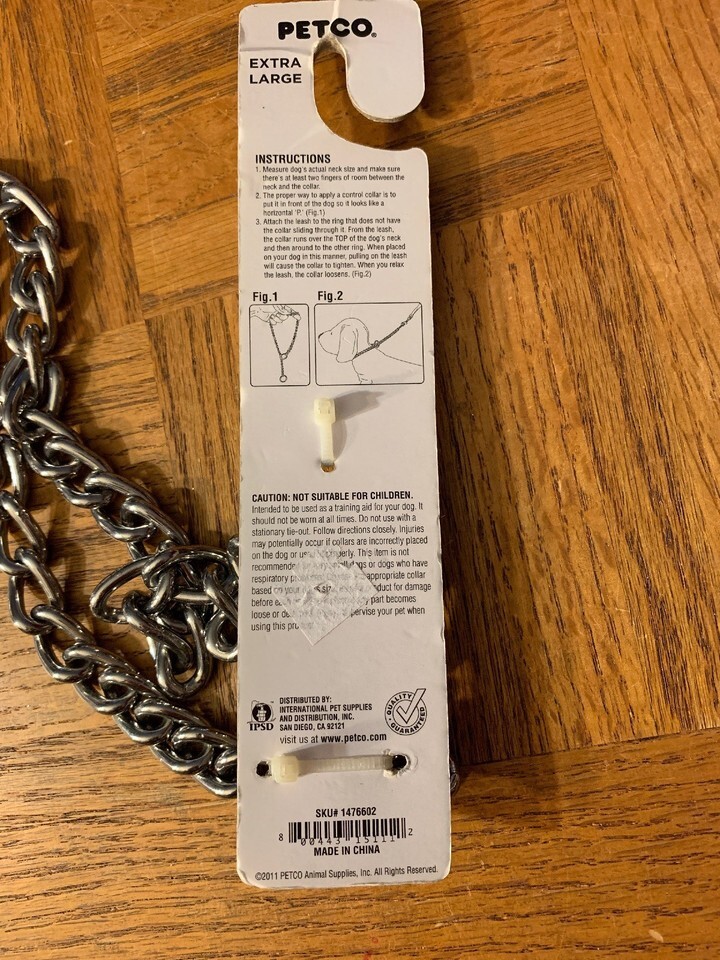 PETCO®
EXTRA
LARGE
INSTRUCTIONS
1. Measure dog's actual neck size and make sure
there's at least two fingers of room between the
neck and the collar.
2. The proper way to apply a control collar is to
put it in front of the dog so it looks like a
horizontal 'P.' (Fig.1)
3. Attach the leash to the ring that does not have
the collar sliding through it. From the leash,
the collar runs over the TOP of the dog's neck
and then around to the other ring. When placed
on your dog in this manner, pulling on the leash
will cause the collar to tighten. When you relax
the leash, the collar loosens. (Fig.2)
Fig.1 Fig.2
CAUTION: NOT SUITABLE FOR CHILDREN.
Intended to be used as a training aid for your dog. It
should not be worn at all times. Do not use with a
stationary tie-out. Follow directions closely. Injuries
may potentially occur if collars are incorrectly placed
on the dog or This item is not
dogs or dogs who have
respiratory appropriate collar
based on for damage
before part becomes
loose or your pet when
using this
DISTRIBUTED BY:
INTERNATIONAL PET SUPPLIES
AND DISTRIBUTION, INC.
SAN DIEGO, CA 92121
IPSD
QUALITY GUARANTEED
visit us at www.petco.com
SKU# 1476602
8 00443 15111 2
MADE IN CHINA
©2011 PETCO Animal Supplies, Inc. All Rights Reserved.